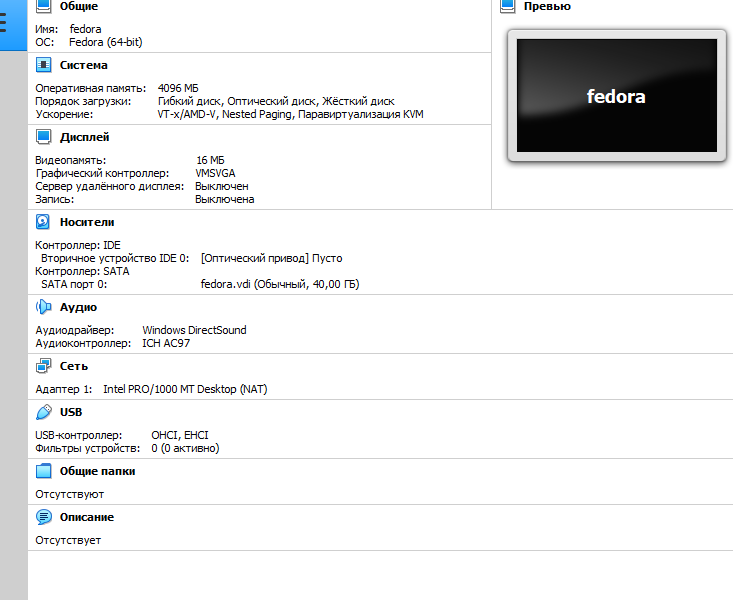 Общие
Имя: fedora
ОС: Fedora (64-bit)
Система
Оперативная память: 4096 МБ
Порядок загрузки: Гибкий диск, Оптический диск, Жёсткий диск
Ускорение: VT-x/AMD-V, Nested Paging, Паравиртуализация KVM
Дисплей
Видеопамять: 16 МБ
Графический контроллер: VMSVGA
Сервер удалённого дисплея: Выключен
Запись: Выключена
Превью
fedora
Носители
Контроллер: IDE
Вторичное устройство IDE 0: [Оптический привод] Пусто
Контроллер: SATA
SATA порт 0: fedora.vdi (Обычный, 40,00 ГБ)
Аудио
Аудиодрайвер: Windows DirectSound
Аудиоконтроллер: ICH AC97
Сеть
Адаптер 1: Intel PRO/1000 MT Desktop (NAT)
USB
USB-контроллер: OHCI, EHCI
Фильтры устройств: 0 (0 активно)
Общие папки
Отсутствуют
Описание
Отсутствует